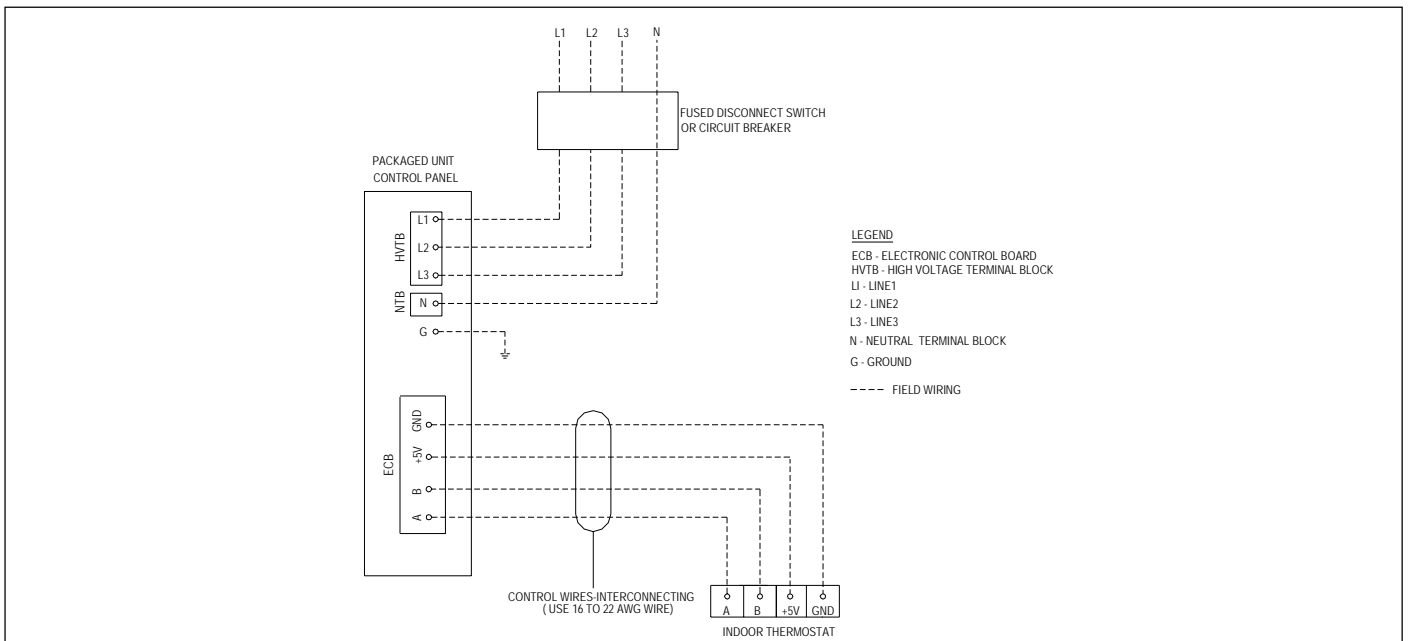 L1 L2 L3 N
FUSED DISCONNECT SWITCH
OR CIRCUIT BREAKER
PACKAGED UNIT
CONTROL PANEL
HVTB
L1
L2
L3
NTB
N
G
LEGEND
ECB - ELECTRONIC CONTROL BOARD
HVTB - HIGH VOLTAGE TERMINAL BLOCK
LI - LINE1
L2 - LINE2
L3 - LINE3
N - NEUTRAL TERMINAL BLOCK
G - GROUND
---- FIELD WIRING
ECB
GND
+5V
B
A
CONTROL WIRES-INTERCONNECTING
( USE 16 TO 22 AWG WIRE)
A B +5V GND
INDOOR THERMOSTAT